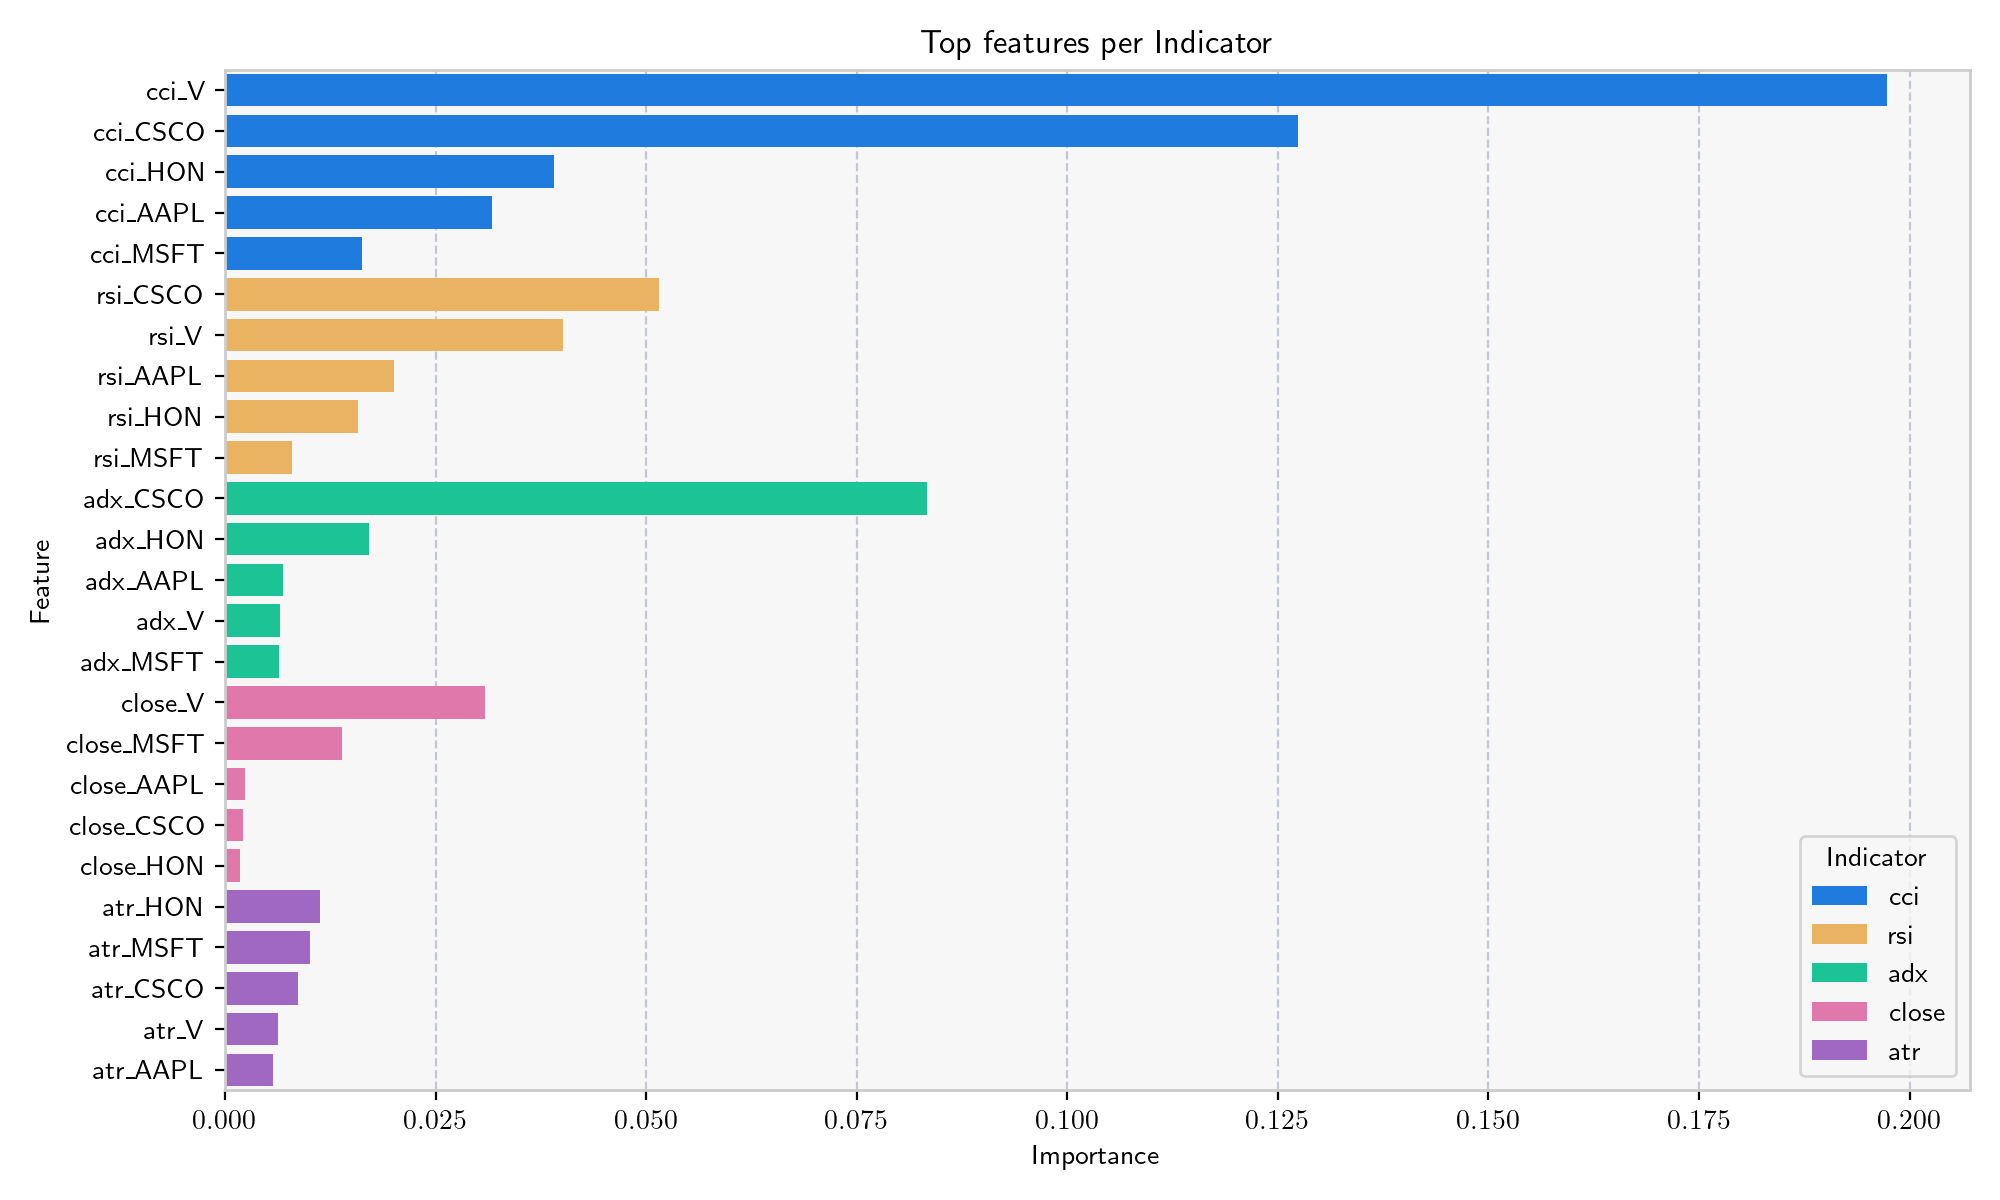 Top features per Indicator
cci_V
cci_CSCO
cci_HON
cci_AAPL
cci_MSFT
rsi_CSCO
rsi_V
rsi_AAPL
rsi_HON
rsi_MSFT
adx_CSCO
adx_HON
adx_AAPL
adx_V
adx_MSFT
close_V
close_MSFT
close_AAPL
close_CSCO
close_HON
atr_HON
atr_MSFT
atr_CSCO
atr_V
atr_AAPL
Feature
0.000 0.025 0.050 0.075 0.100 0.125 0.150 0.175 0.200
Importance
Indicator
cci
rsi
adx
close
atr